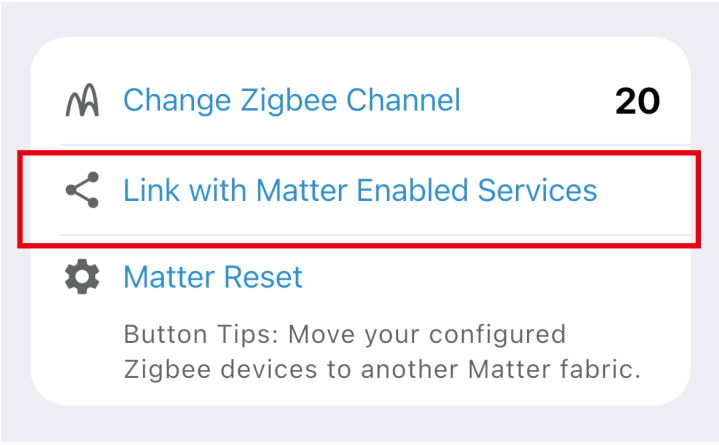 Change Zigbee Channel 20
Link with Matter Enabled Services
Matter Reset
Button Tips: Move your configured
Zigbee devices to another Matter fabric.